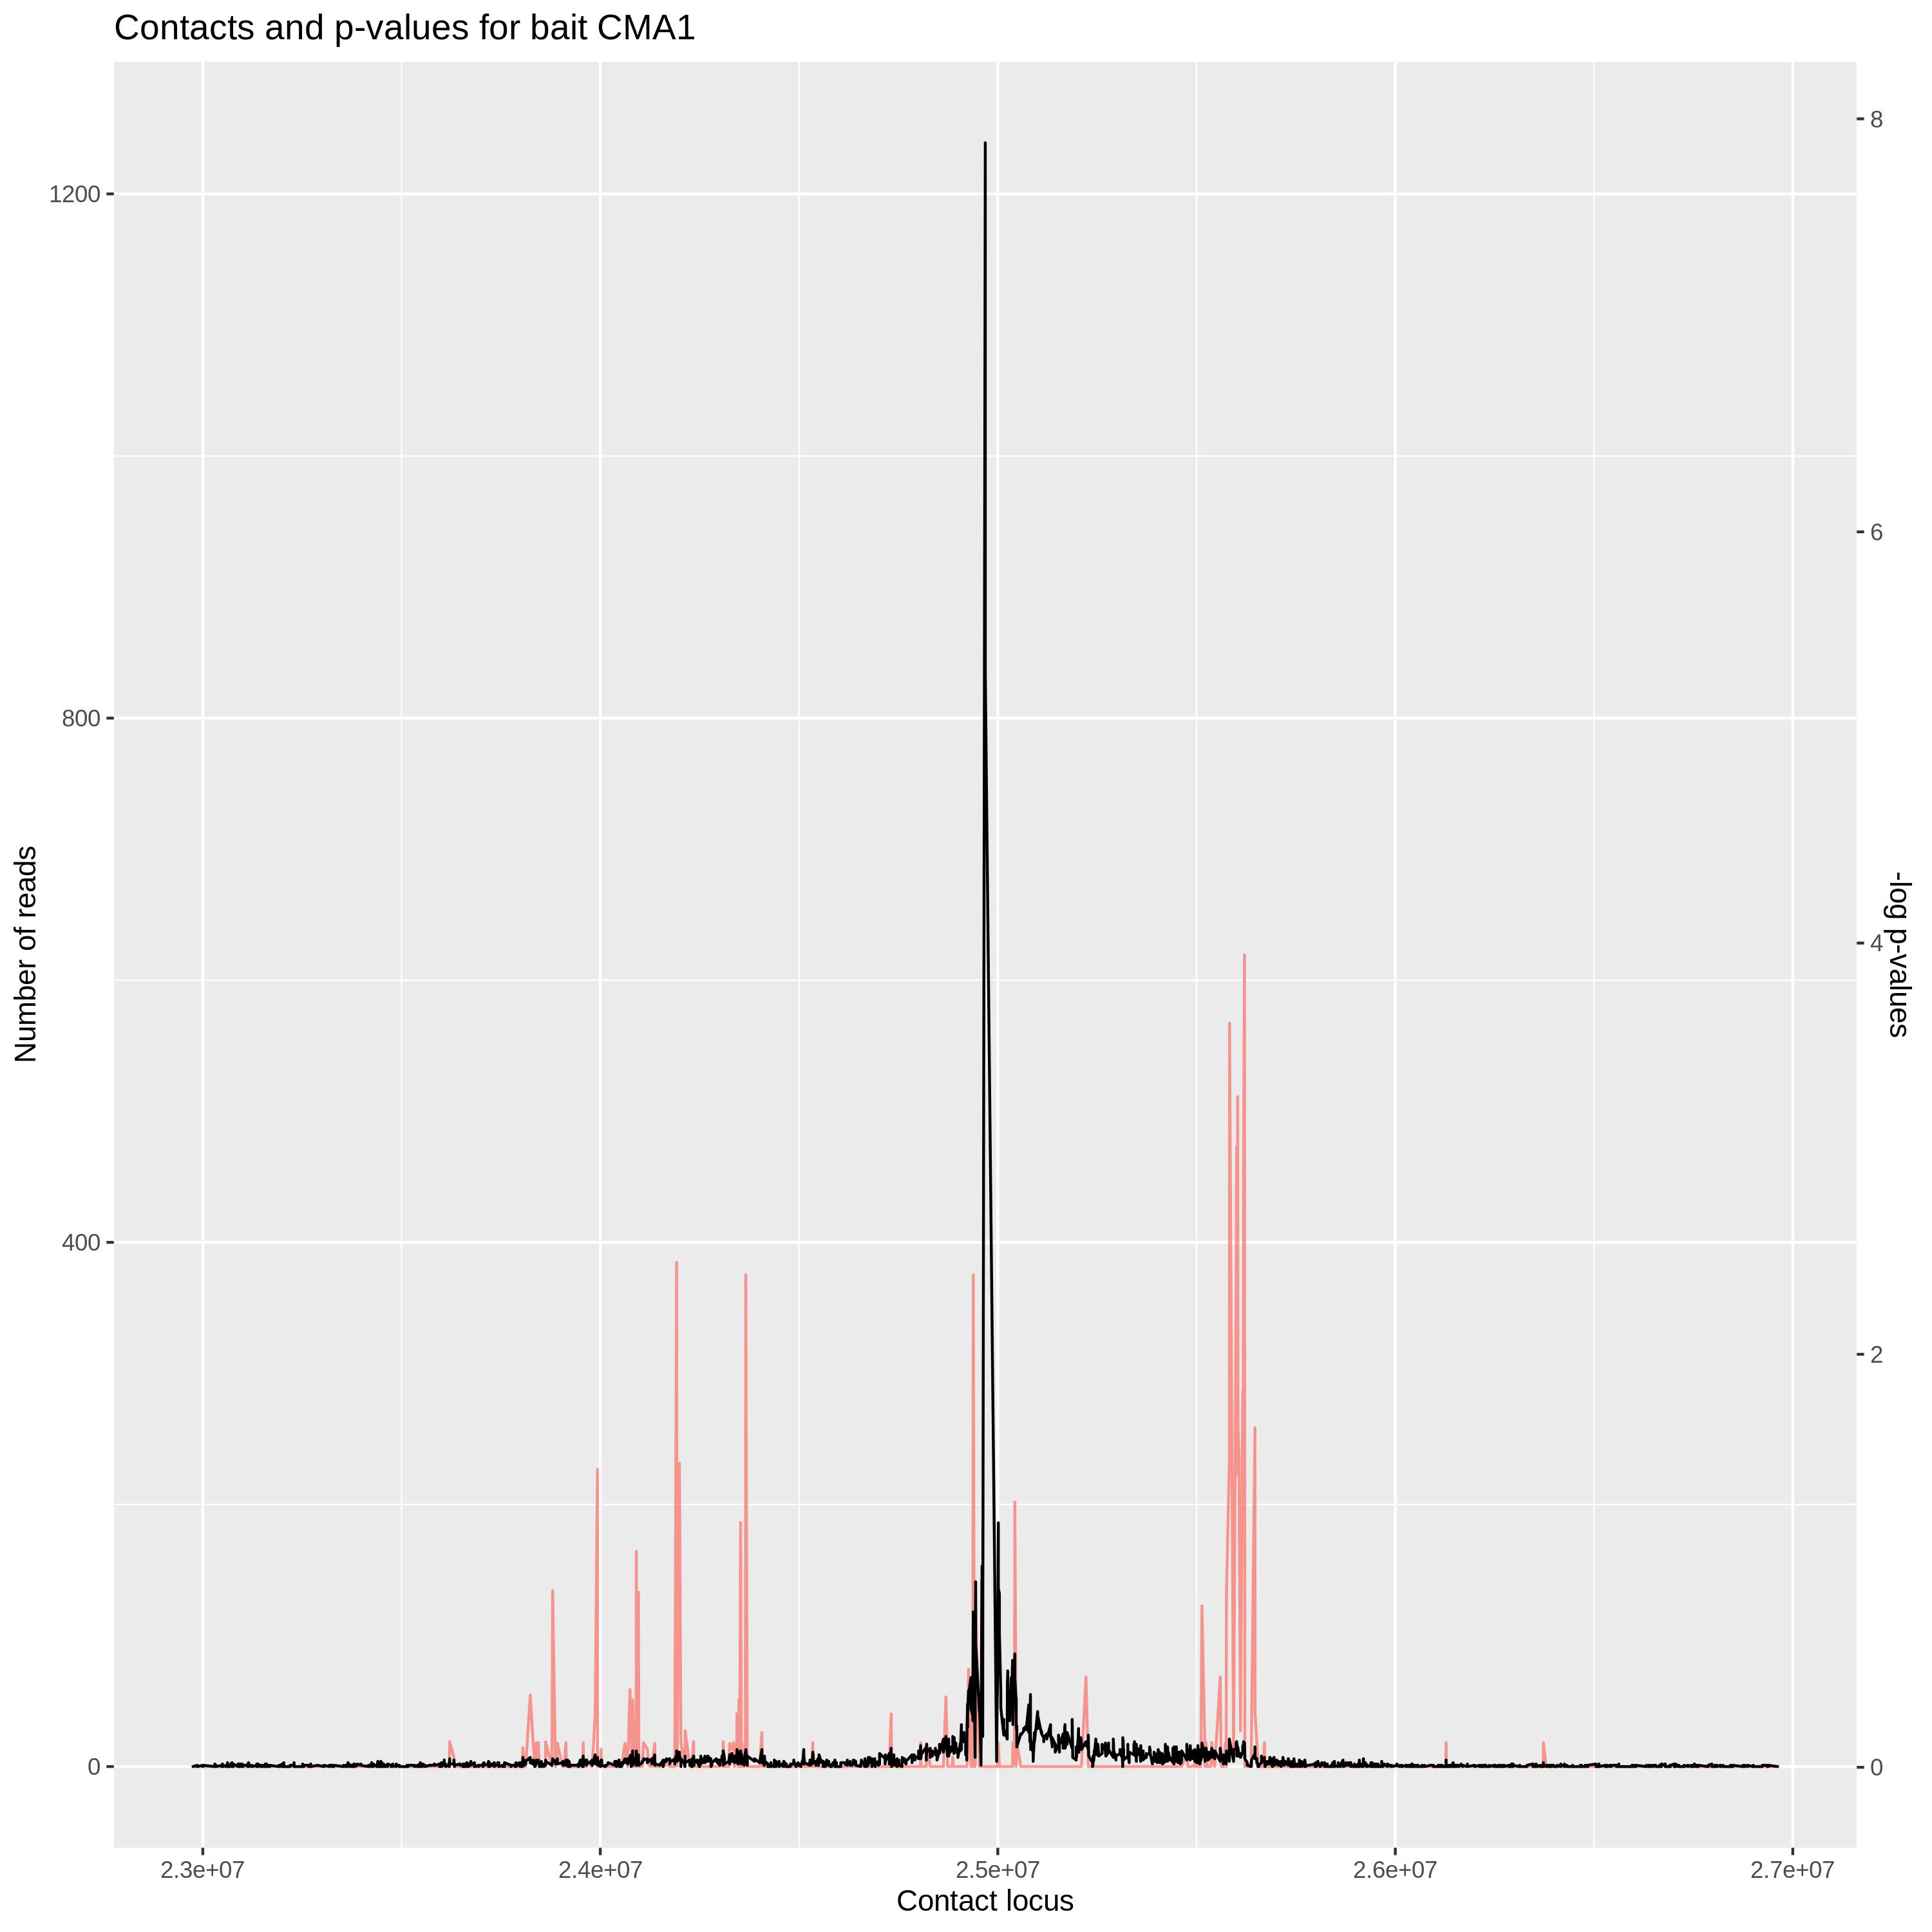 Contacts and p-values for bait CMA1
Number of reads
1200
800
400
0
8
6
4
2
0
-log p-values
2.3e+07
2.4e+07
2.5e+07
2.6e+07
2.7e+07
Contact locus